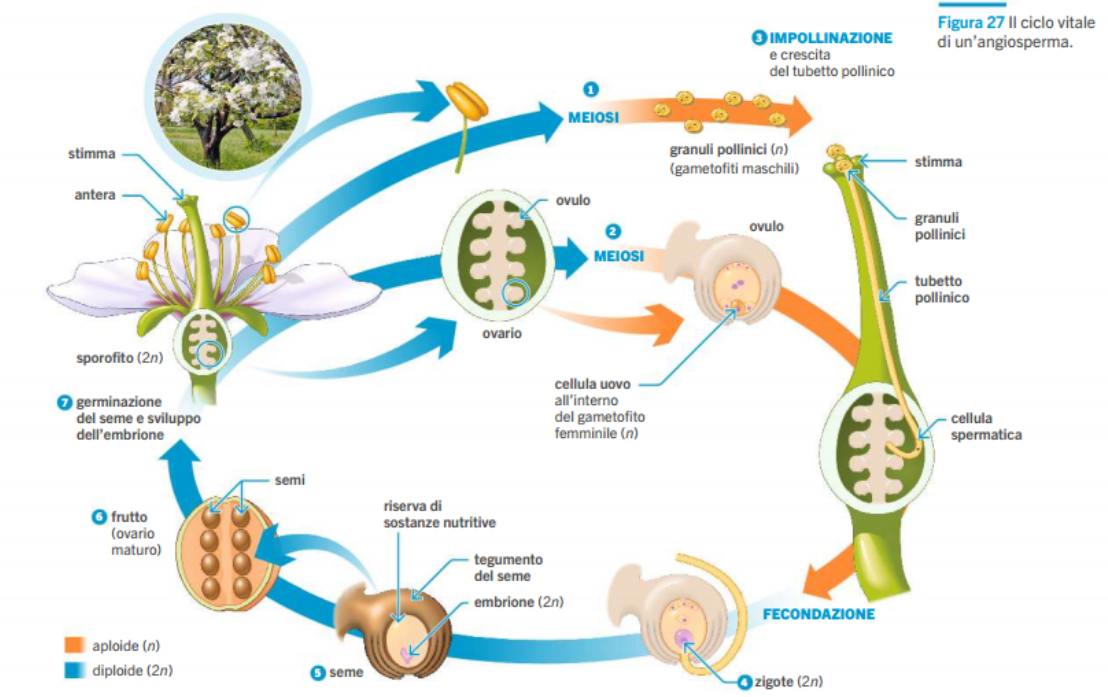 Figura 27 Il ciclo vitale
di un'angiosperma.
3 IMPOLLINAZIONE
e crescita
del tubetto pollinico
1
MEIOSI
granuli pollinici (n)
(gametofiti maschili)
stimma
antera
stimma
granuli
pollinici
tubetto
pollinico
ovulo
2
MEIOSI
ovulo
ovario
sporofito (2n)
cellula uovo
all'interno
del gametofito
femminile (n)
7 germinazione
del seme e sviluppo
dell'embrione
cellula
spermatica
semi
6 frutto
(ovario
maturo)
riserva di
sostanze nutritive
tegumento
del seme
embrione (2n)
FECONDAZIONE
aploide (n)
diploide (2n)
5 seme
4 zigote (2n)